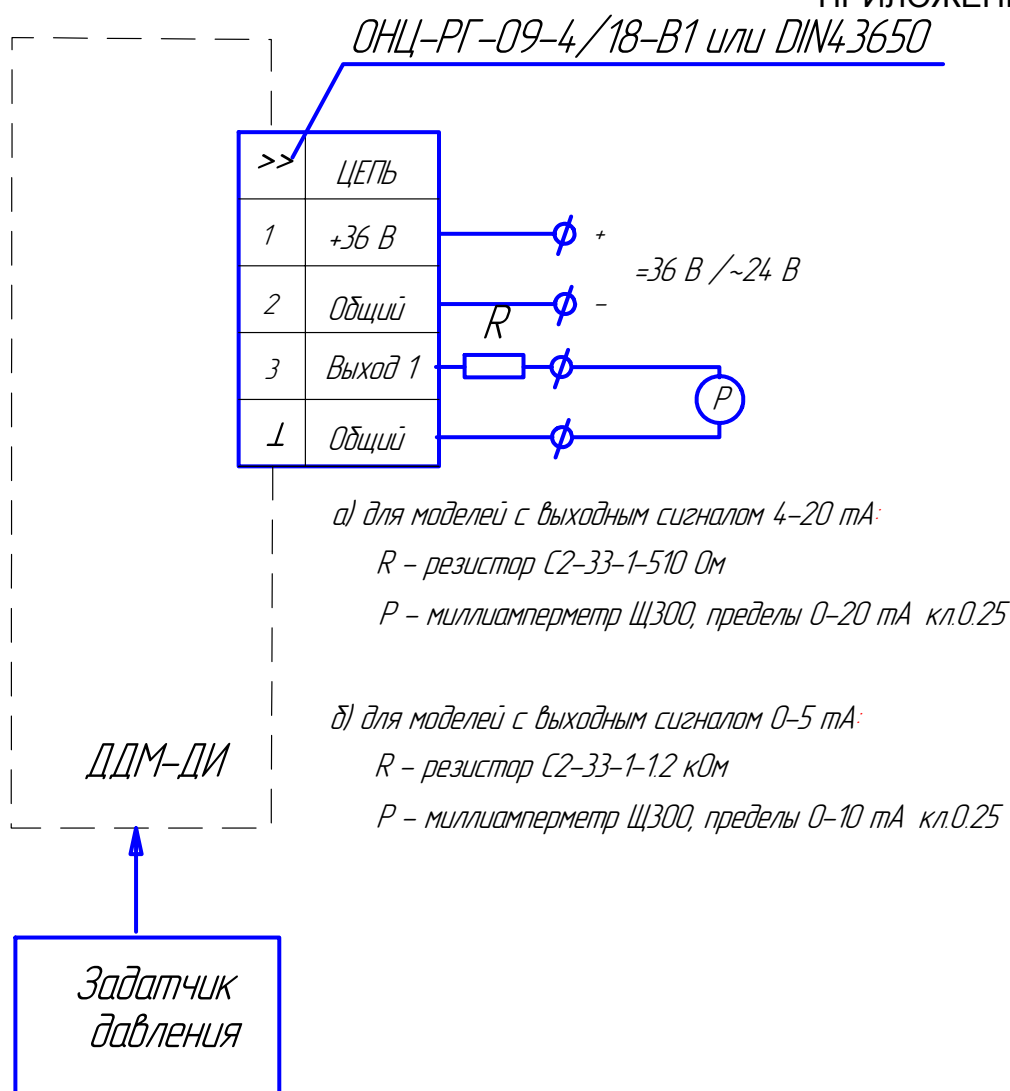 ПРИЛОЖЕНИ
ОНЦ-РГ-09-4/18-В1 или DIN43650
>> ЦЕПЬ
1 +36 В
+
=36 В /~24 В
2 Общий
–
R
3 Выход 1
P
⊥ Общий
а) для моделей с выходным сигналом 4-20 mA:
R – резистор С2-33-1-510 Ом
P – миллиамперметр Щ300, пределы 0-20 mA кл.0.25
б) для моделей с выходным сигналом 0-5 mA:
R – резистор С2-33-1-1.2 кОм
P – миллиамперметр Щ300, пределы 0-10 mA кл.0.25
ДДМ-ДИ
Задатчик
давления